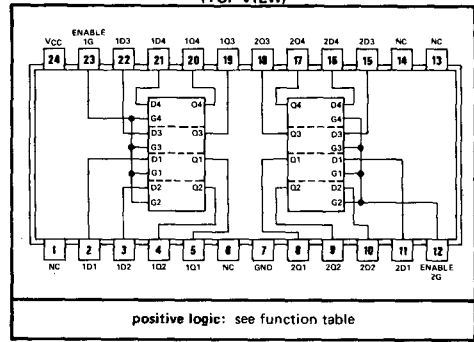 (TOP VIEW)
VCC ENABLE 1G 1D3 1D4 1Q4 1Q3 2Q3 2Q4 2D4 2D3 NC NC
24 23 22 21 20 19 18 17 16 15 14 13
D4 Q4 Q4 D4
G4 G4
D3 Q3 Q3 D3
G3 G3
D1 Q1 Q1 D1
G1 G1
D2 Q2 Q2 D2
G2 G2
1 2 3 4 5 6 7 8 9 10 11 12
NC 1D1 1D2 1Q2 1Q1 NC GND 2Q1 2Q2 2D2 2D1 ENABLE 2G
positive logic: see function table